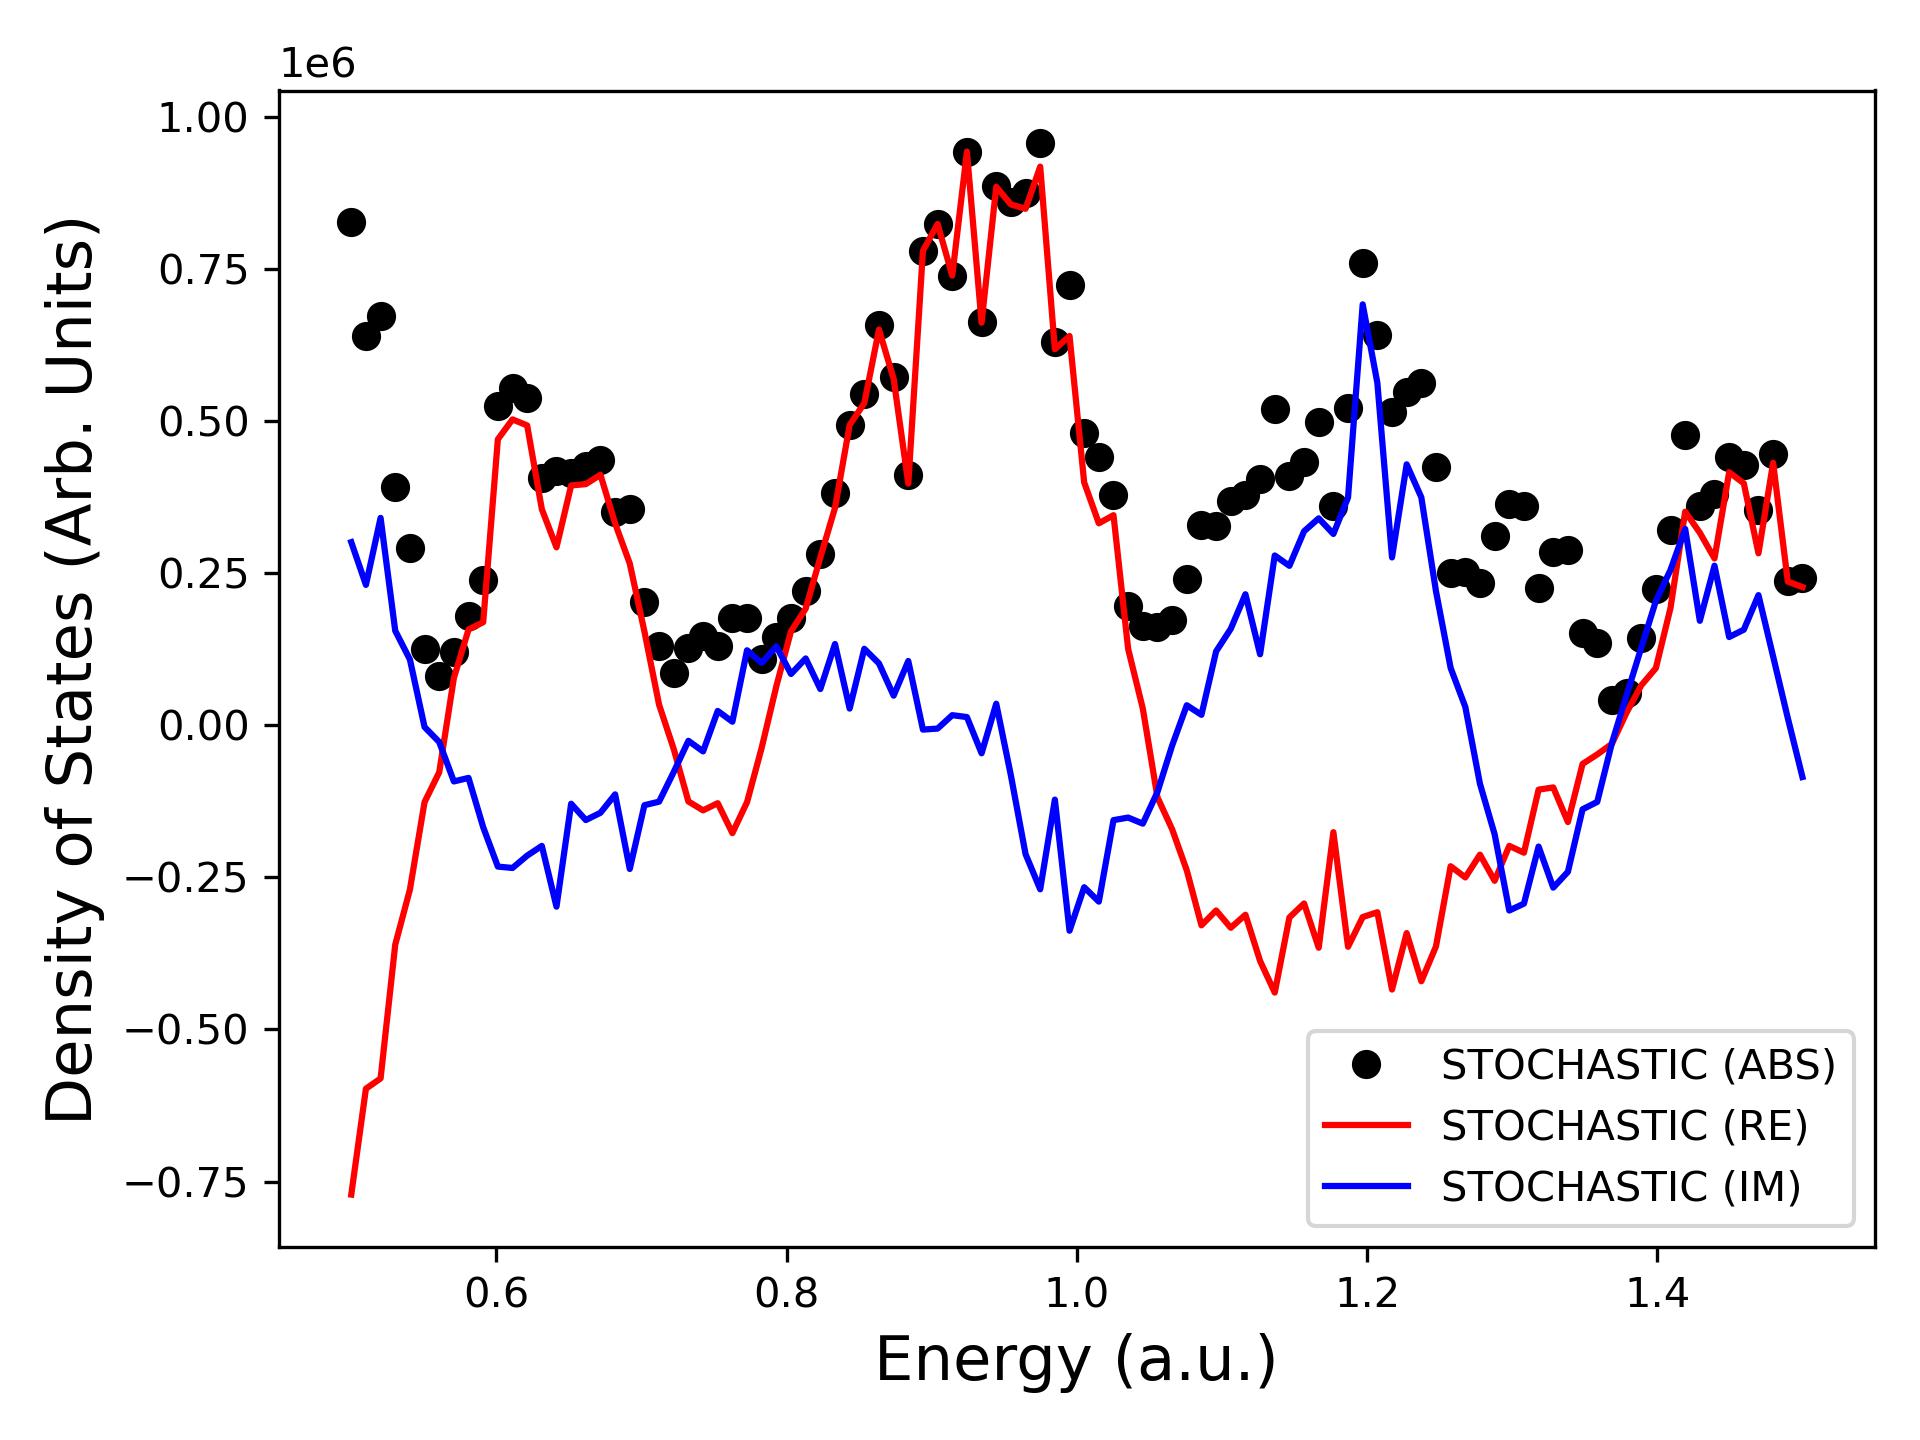 1e6
1.00
0.75
0.50
0.25
0.00
−0.25
−0.50
−0.75
Density of States (Arb. Units)
STOCHASTIC (ABS)
STOCHASTIC (RE)
STOCHASTIC (IM)
0.6 0.8 1.0 1.2 1.4
Energy (a.u.)